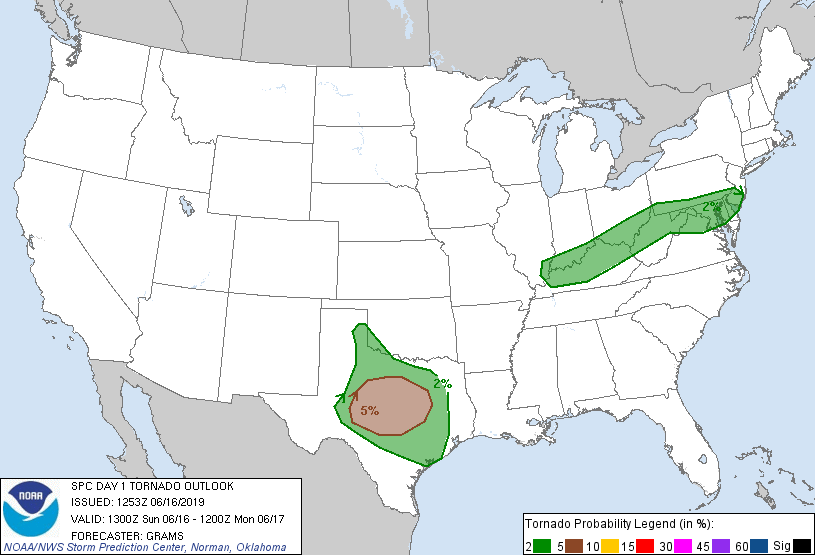 2%
2%
5%
NOAA
SPC DAY 1 TORNADO OUTLOOK
ISSUED: 1253Z 06/16/2019
VALID: 1300Z Sun 06/16 - 1200Z Mon 06/17
FORECASTER: GRAMS
NOAA/NWS Storm Prediction Center, Norman, Oklahoma
Tornado Probability Legend (in %):
2 5 10 15 30 45 60 Sig